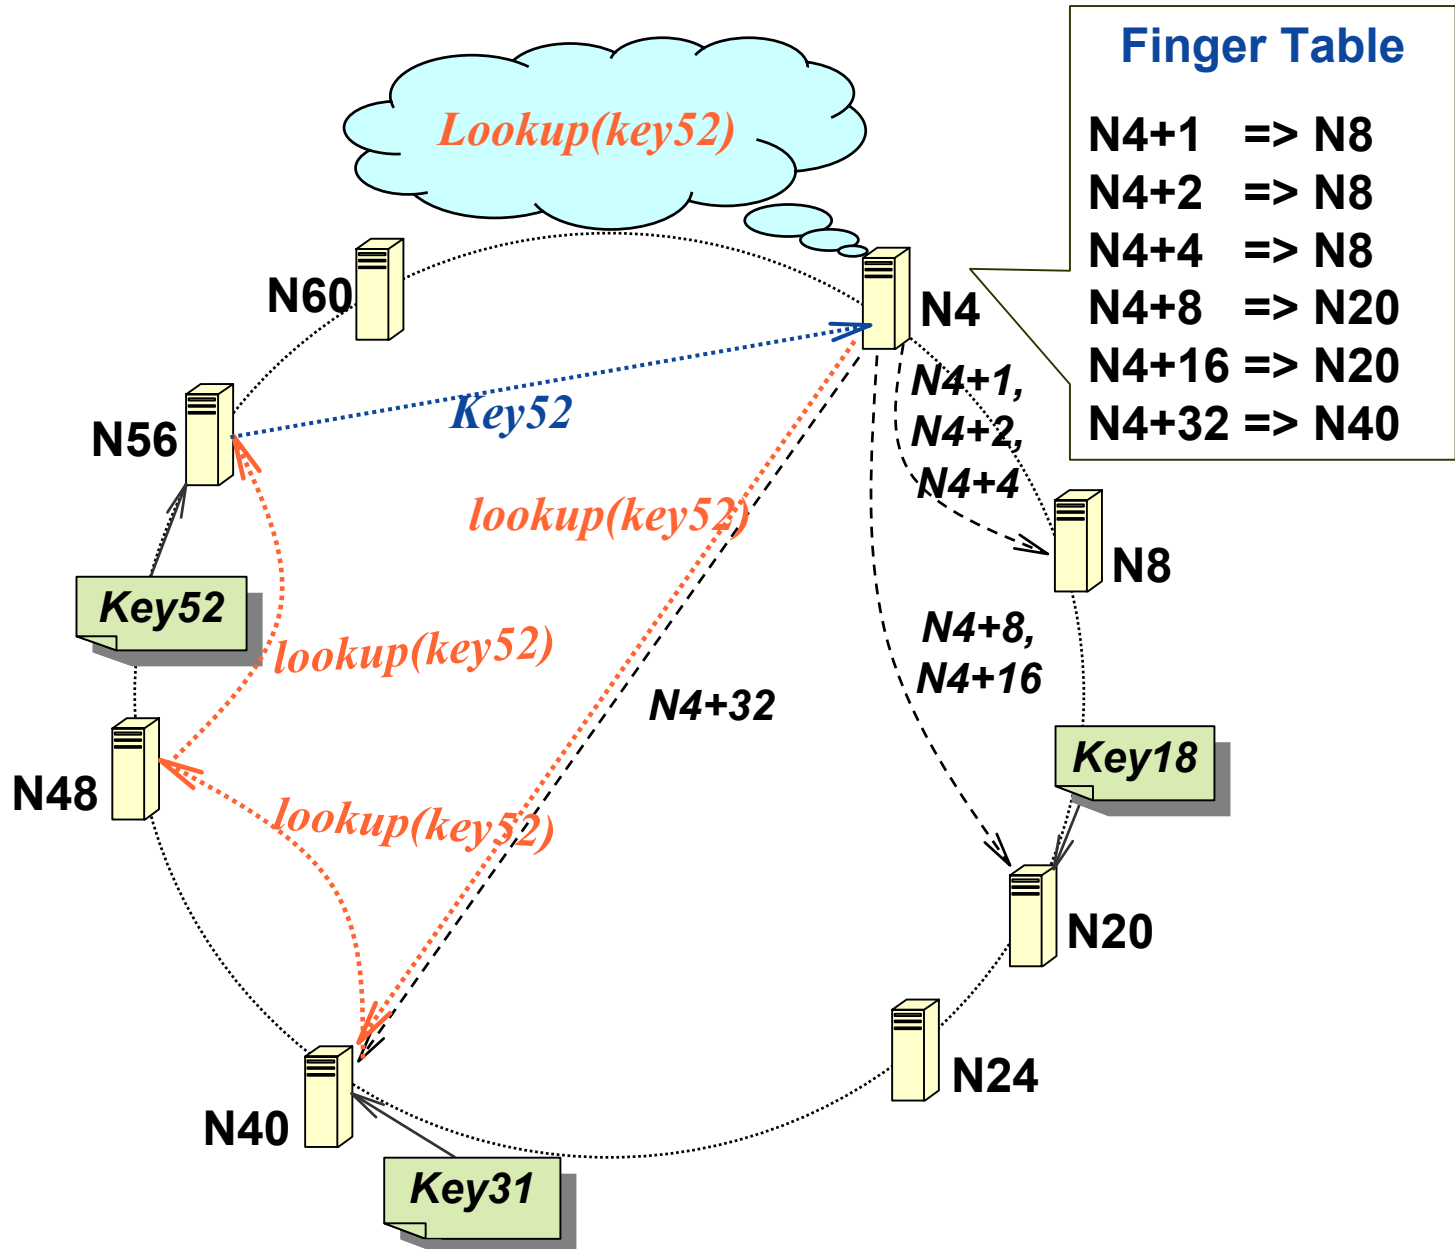 Finger Table
N4+1 => N8
N4+2 => N8
N4+4 => N8
N4+8 => N20
N4+16 => N20
N4+32 => N40
Lookup(key52)
N60
N4
N4+1,
N4+2,
N4+4
Key52
N56
lookup(key52)
N8
Key52
N4+8,
N4+16
lookup(key52)
N4+32
Key18
N48
lookup(key52)
N20
N24
N40
Key31